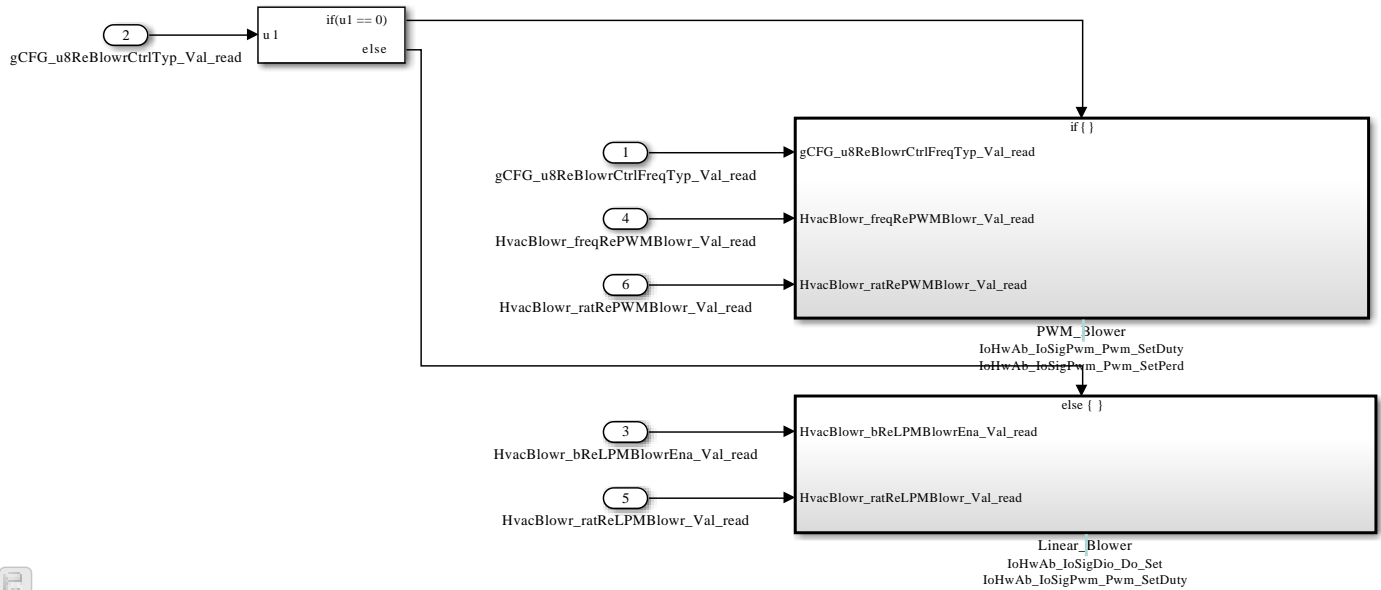 2
gCFG_u8ReBlowrCtrlTyp_Val_read
u1
if(u1 == 0)
else
if { }
1
gCFG_u8ReBlowrCtrlFreqTyp_Val_read
gCFG_u8ReBlowrCtrlFreqTyp_Val_read
4
HvacBlowr_freqRePWMBlowr_Val_read
HvacBlowr_freqRePWMBlowr_Val_read
6
HvacBlowr_ratRePWMBlowr_Val_read
HvacBlowr_ratRePWMBlowr_Val_read
PWM_Blower
IoHwAb_IoSigPwm_Pwm_SetDuty
IoHwAb_IoSigPwm_Pwm_SetPerd
else { }
3
HvacBlowr_bReLPMBlowrEna_Val_read
HvacBlowr_bReLPMBlowrEna_Val_read
5
HvacBlowr_ratReLPMBlowr_Val_read
HvacBlowr_ratReLPMBlowr_Val_read
Linear_Blower
IoHwAb_IoSigDio_Do_Set
IoHwAb_IoSigPwm_Pwm_SetDuty